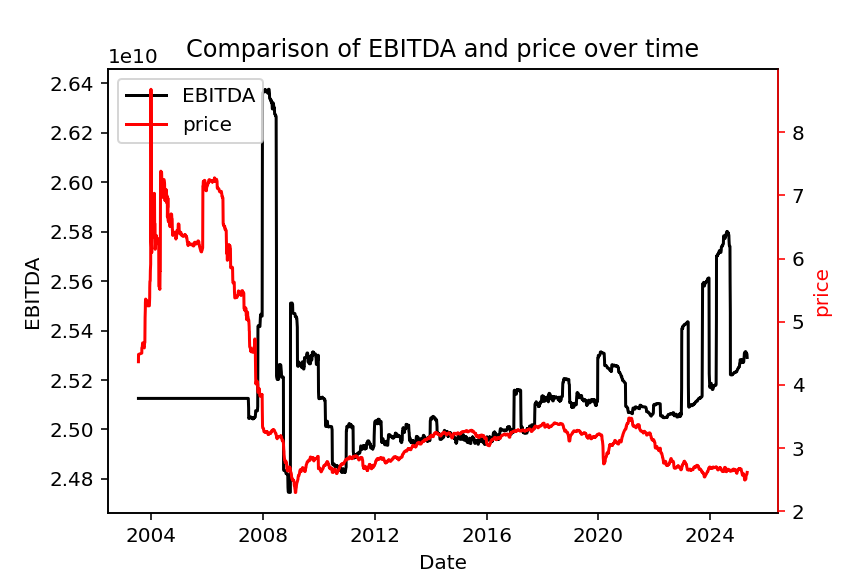 Comparison of EBITDA and price over time
1e10
EBITDA
price
2.64
2.62
2.60
2.58
2.56
2.54
2.52
2.50
2.48
EBITDA
8
7
6
5
4
3
2
price
2004 2008 2012 2016 2020 2024
Date